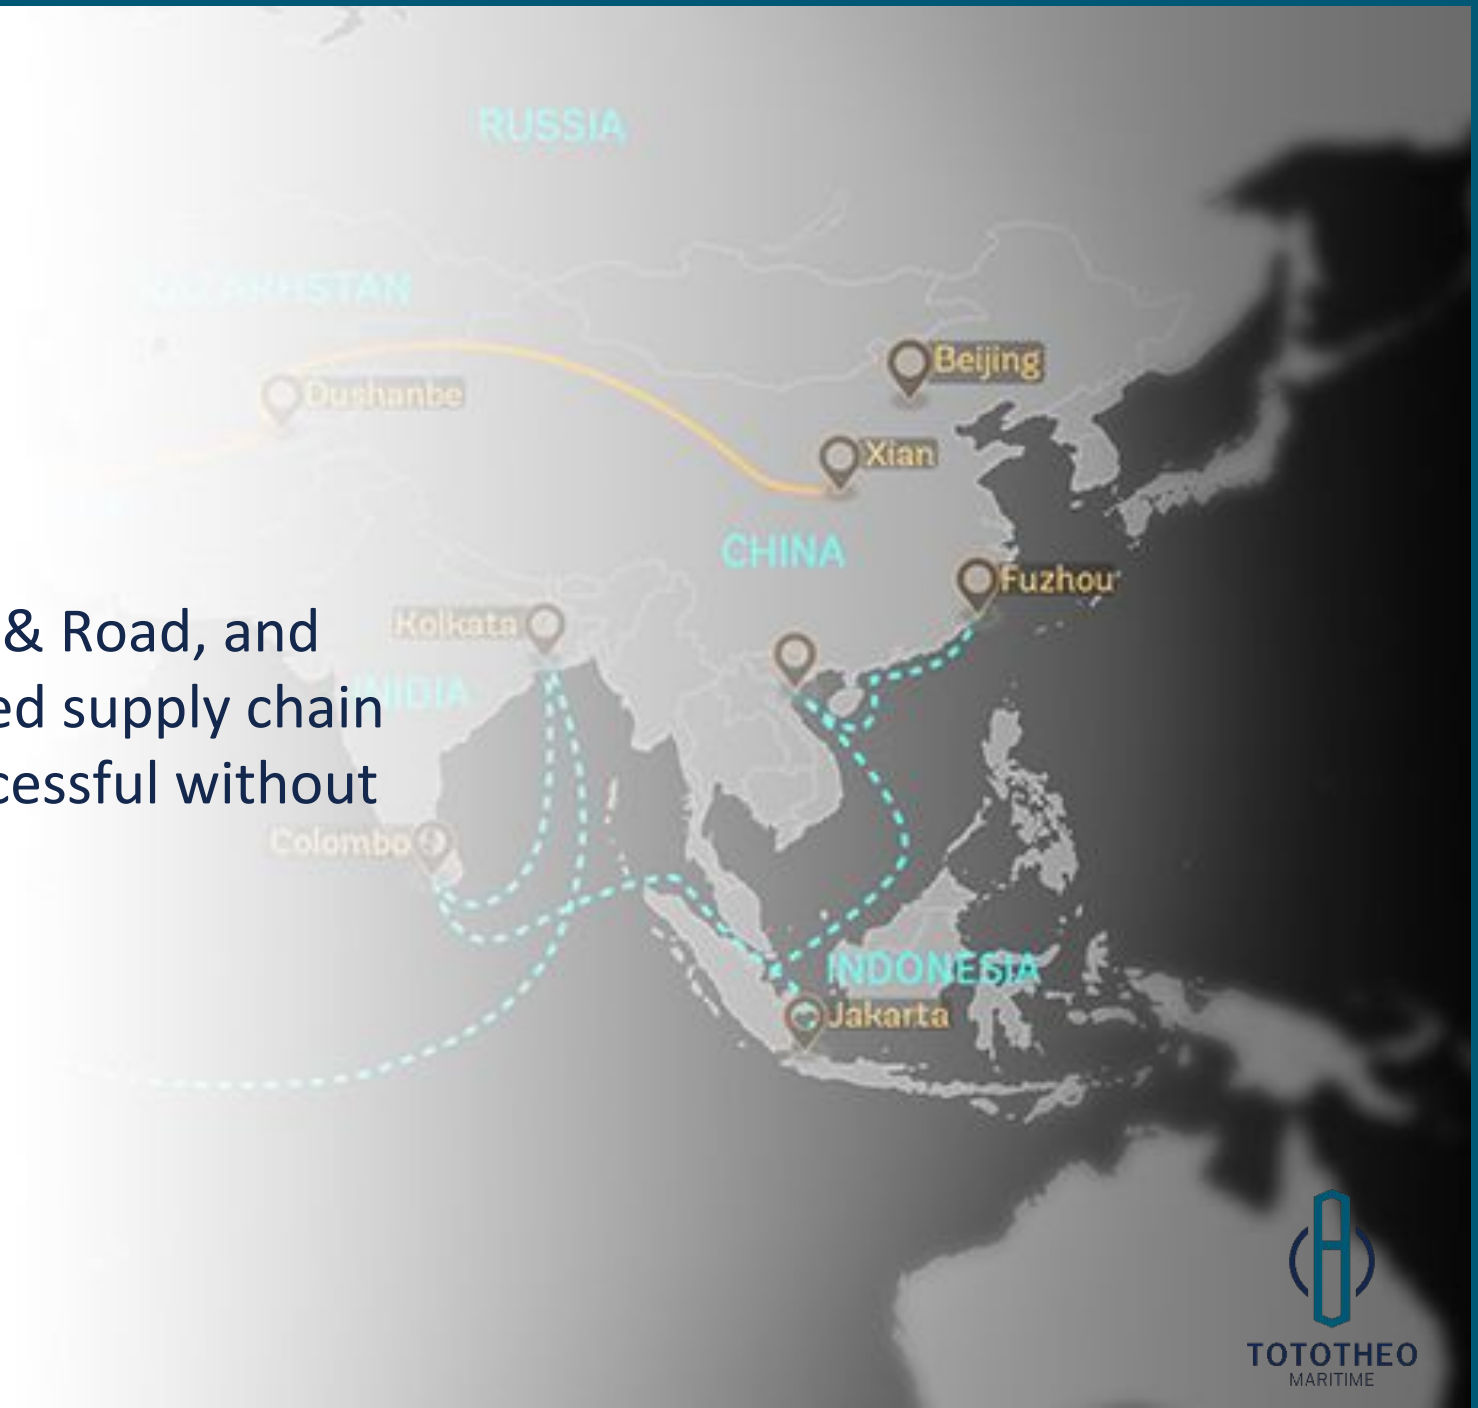 RUSSIA
Beijing
Dushanbe
Xian
CHINA
Fuzhou
Kolkata
& Road, and
ed supply chain
cessful without
Colombo
INDONESIA
Jakarta
TOTOTHEO
MARITIME